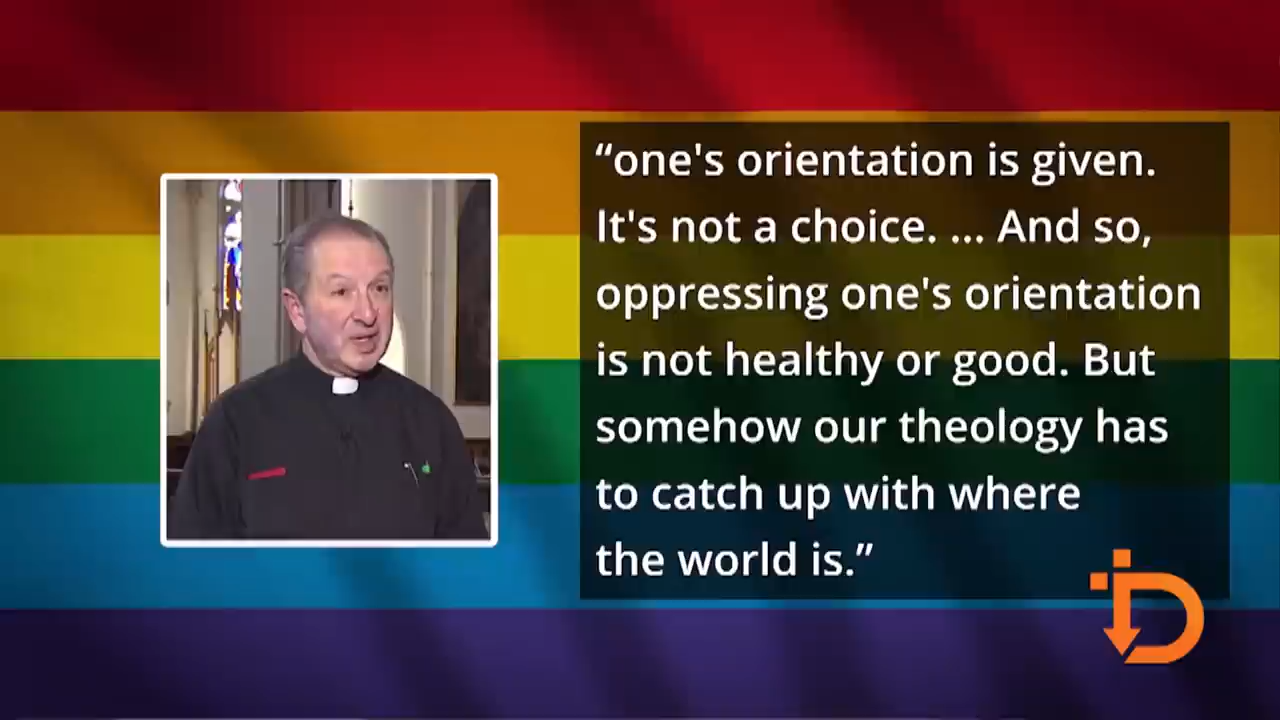 “one's orientation is given.
It's not a choice. ... And so,
oppressing one's orientation
is not healthy or good. But
somehow our theology has
to catch up with where
the world is.”